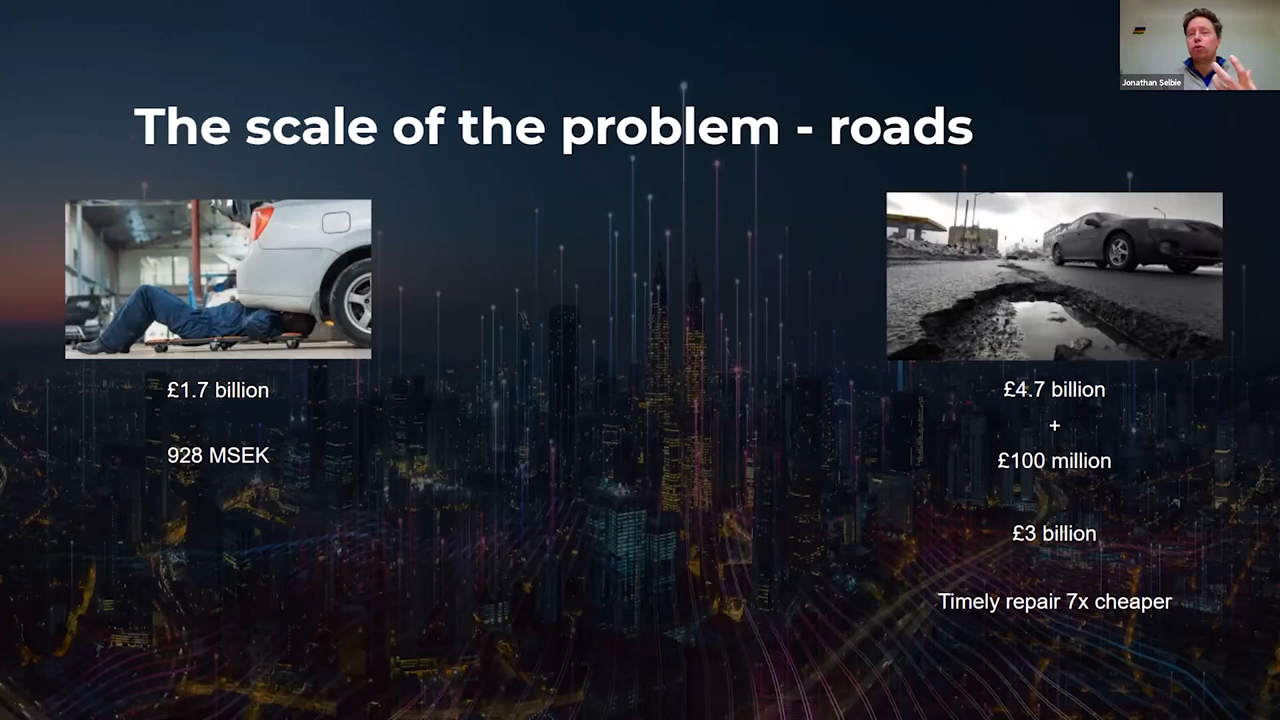 Jonathan Selbie
The scale of the problem - roads
£1.7 billion
928 MSEK
£4.7 billion
+
£100 million
£3 billion
Timely repair 7x cheaper